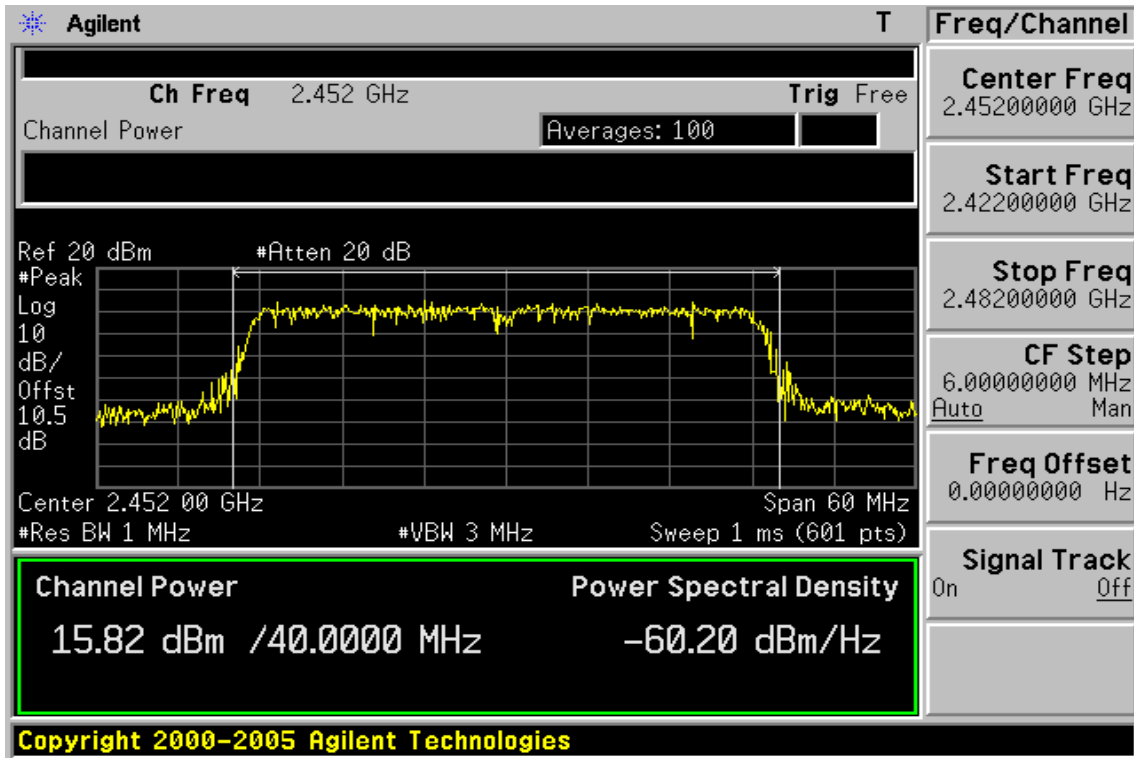 Agilent T
Freq/Channel
Ch Freq 2.452 GHz Trig Free
Channel Power Averages: 100
Ref 20 dBm #Atten 20 dB
#Peak
Log
10
dB/
Offst
10.5
dB
Center 2.452 00 GHz Span 60 MHz
#Res BW 1 MHz #VBW 3 MHz Sweep 1 ms (601 pts)
Channel Power Power Spectral Density
15.82 dBm /40.0000 MHz -60.20 dBm/Hz
Copyright 2000-2005 Agilent Technologies
Center Freq
2.45200000 GHz
Start Freq
2.42200000 GHz
Stop Freq
2.48200000 GHz
CF Step
6.00000000 MHz
Auto Man
Freq Offset
0.00000000 Hz
Signal Track
On Off